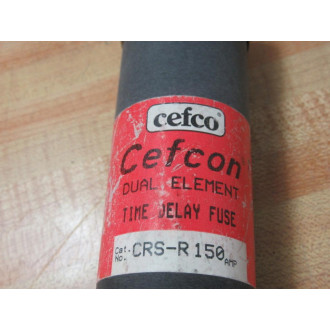 cefco
Cefcon
DUAL ELEMENT
TIME DELAY FUSE
Cat. No. CRS-R 150 AMP